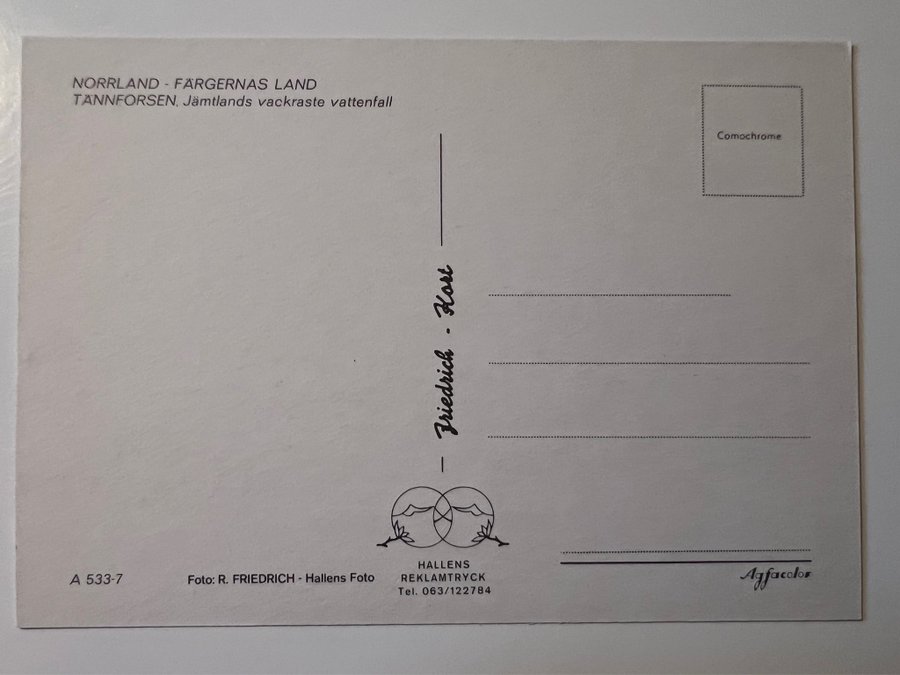 NORRLAND - FÄRGERNAS LAND
TÄNNFORSEN, Jämtlands vackraste vattenfall
Comochrome
Friedrich - Kort
A 533-7
Foto: R. FRIEDRICH - Hallens Foto
HALLENS
REKLAMTRYCK
Tel. 063/122784
Agfacolor